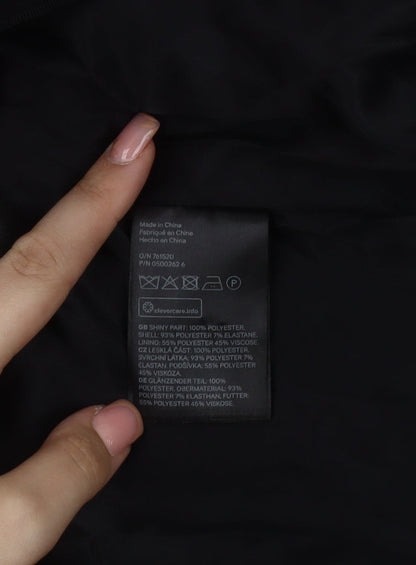 Made in China
Fabriqué en Chine
Hecho en China
O/N 761520
P/N 0500262 6
P
clevercare.info
GB SHINY PART: 100% POLYESTER.
SHELL: 93% POLYESTER 7% ELASTANE.
LINING: 55% POLYESTER 45% VISCOSE.
CZ LESKLÁ ČÁST: 100% POLYESTER.
SVRCHNÍ LÁTKA: 93% POLYESTER 7%
ELASTAN. PODŠÍVKA: 55% POLYESTER
45% VISKÓZA.
DE GLÄNZENDER TEIL: 100%
POLYESTER. OBERMATERIAL: 93%
POLYESTER 7% ELASTHAN. FUTTER:
55% POLYESTER 45% VISKOSE.